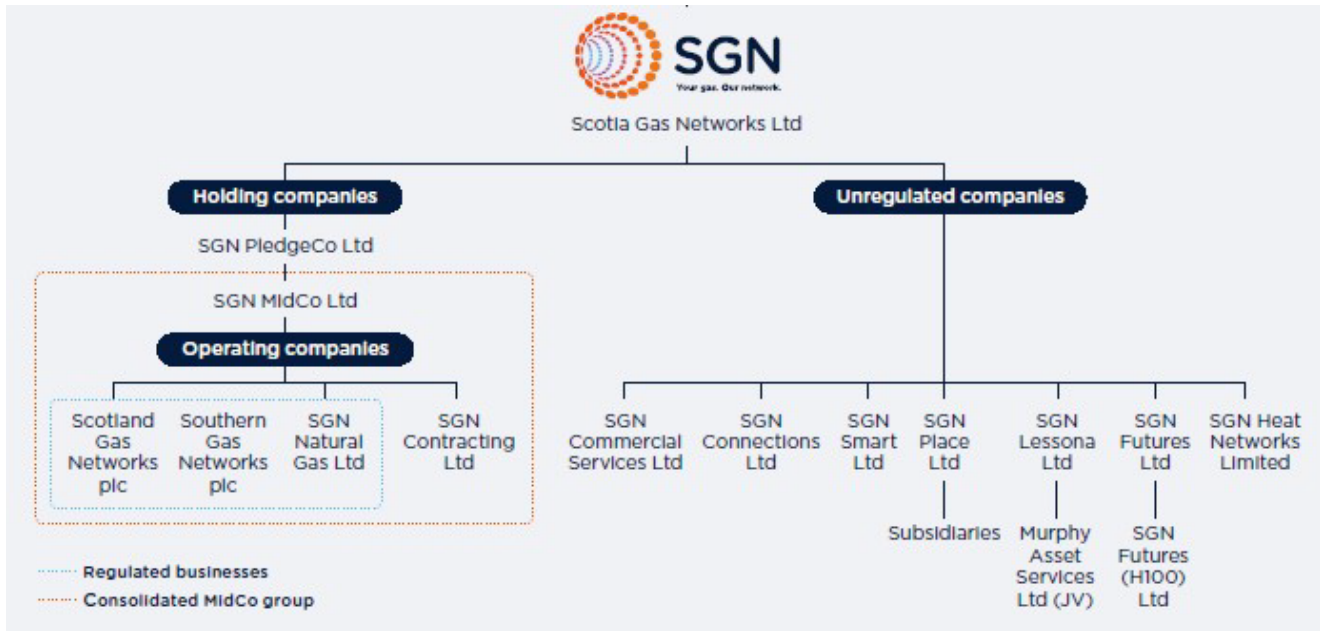 SGN
Your gas. Our network.
Scotia Gas Networks Ltd
Holding companies
Unregulated companies
SGN PledgeCo Ltd
SGN MidCo Ltd
Operating companies
Scotland
Gas
Networks
plc
Southern
Gas
Networks
plc
SGN
Natural
Gas Ltd
SGN
Contracting
Ltd
SGN
Commercial
Services Ltd
SGN
Connections
Ltd
SGN
Smart
Ltd
SGN
Place
Ltd
SGN
Lessona
Ltd
SGN
Futures
Ltd
SGN Heat
Networks
Limited
Subsidiaries
Murphy
Asset
Services
Ltd (JV)
SGN
Futures
(H100)
Ltd
Regulated businesses
Consolidated MidCo group